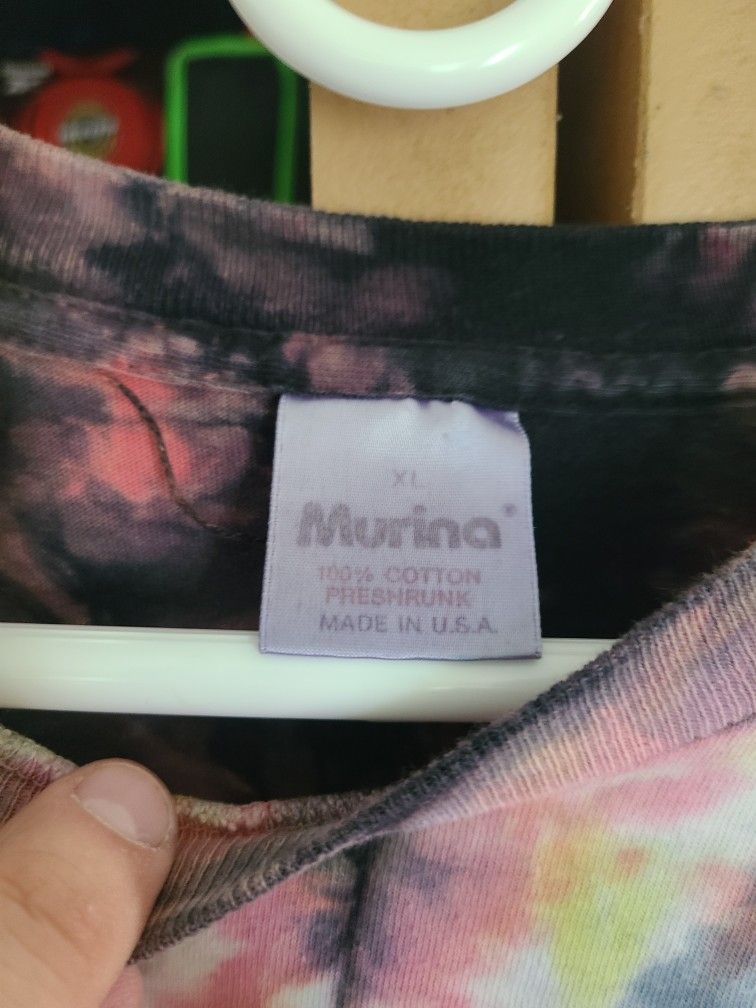 XL
Murina®
100% COTTON
PRESHRUNK
MADE IN U.S.A.